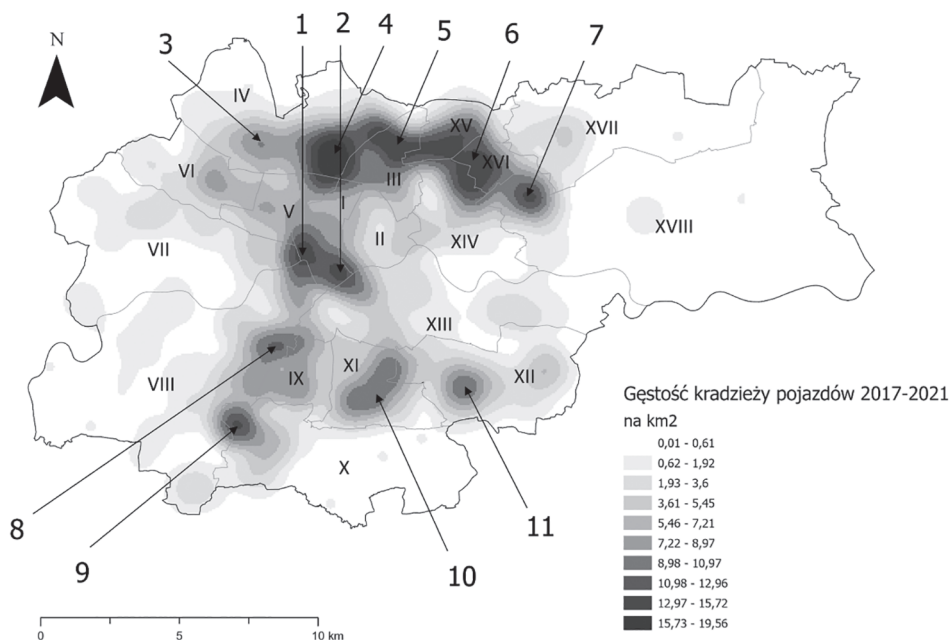 1 2 4 5 6 7
3
N
IV
XV
XVII
VI
XVI
III
I
V
XVIII
II
VII
XIV
XIII
XI
IX
XII
VIII
X
8
9
10
11
Gęstość kradzieży pojazdów 2017-2021
na km2
0,01 - 0,61
0,62 - 1,92
1,93 - 3,6
3,61 - 5,45
5,46 - 7,21
7,22 - 8,97
8,98 - 10,97
10,98 - 12,96
12,97 - 15,72
15,73 - 19,56
0 5 10 km